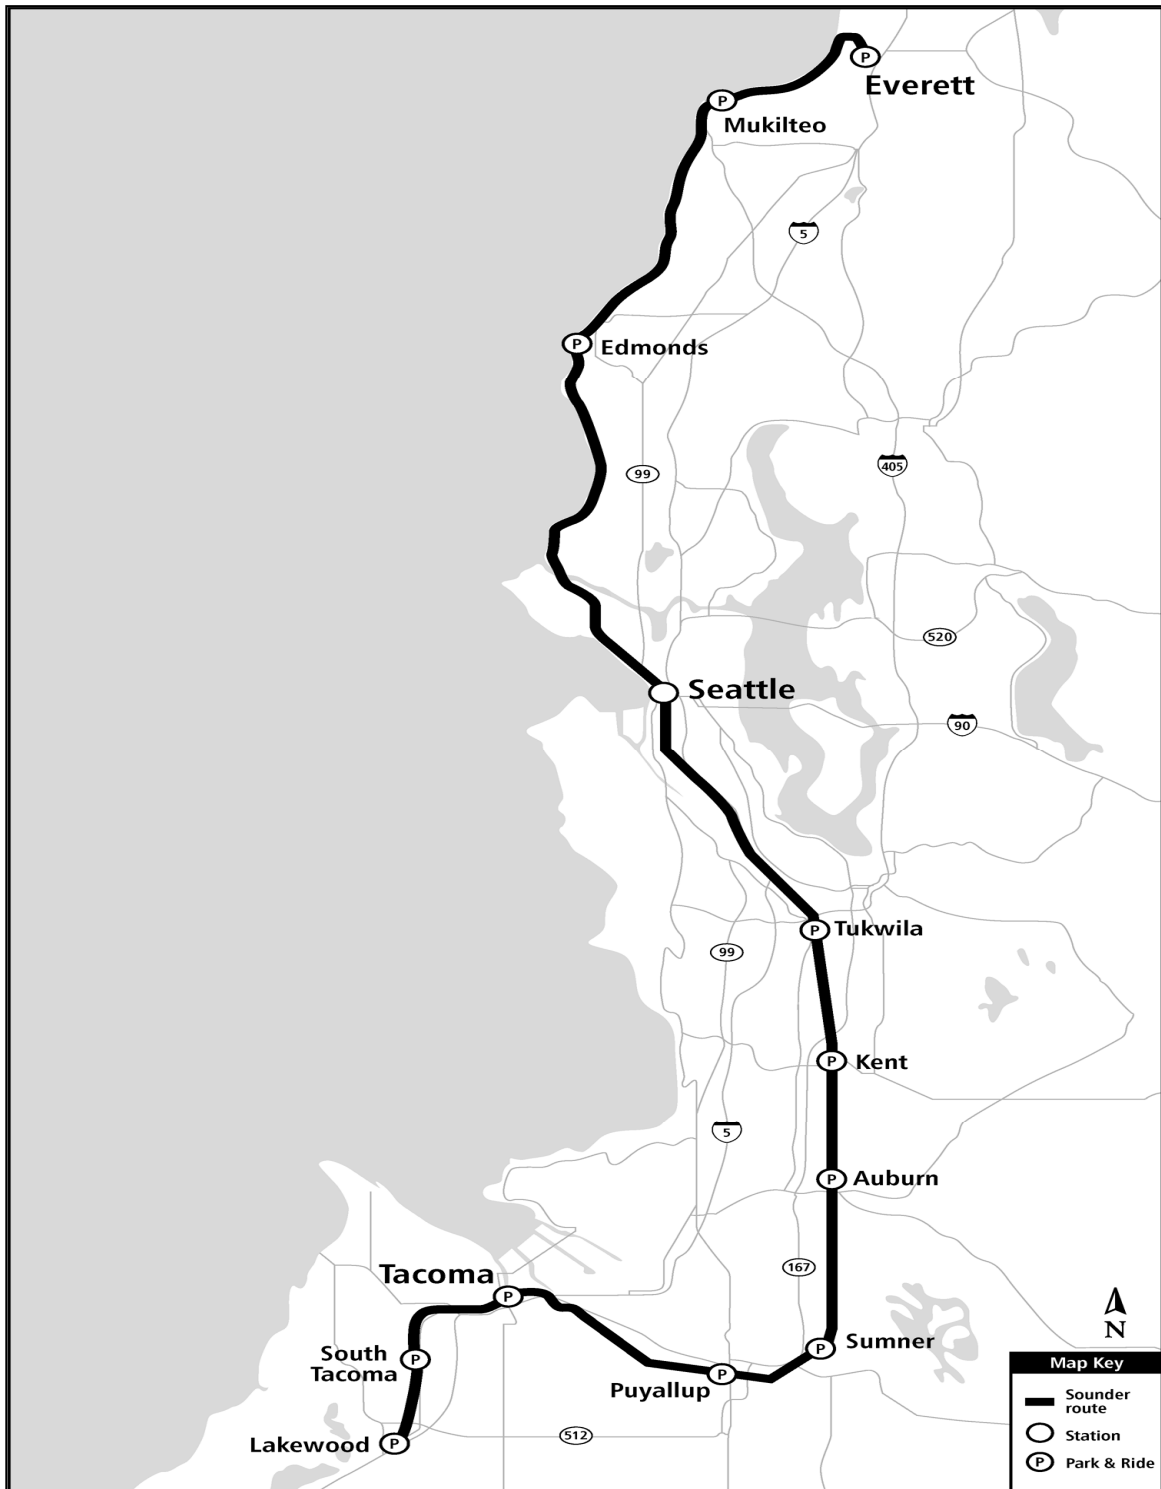 P
Everett
P
Mukilteo
5
P
Edmonds
99
405
520
Seattle
90
P
Tukwila
99
P
Kent
5
P
Auburn
167
Tacoma
P
N
Sumner
P
South
Tacoma
P
P
Puyallup
Lakewood
P
512
Map Key
Sounder
route
Station
P
Park & Ride